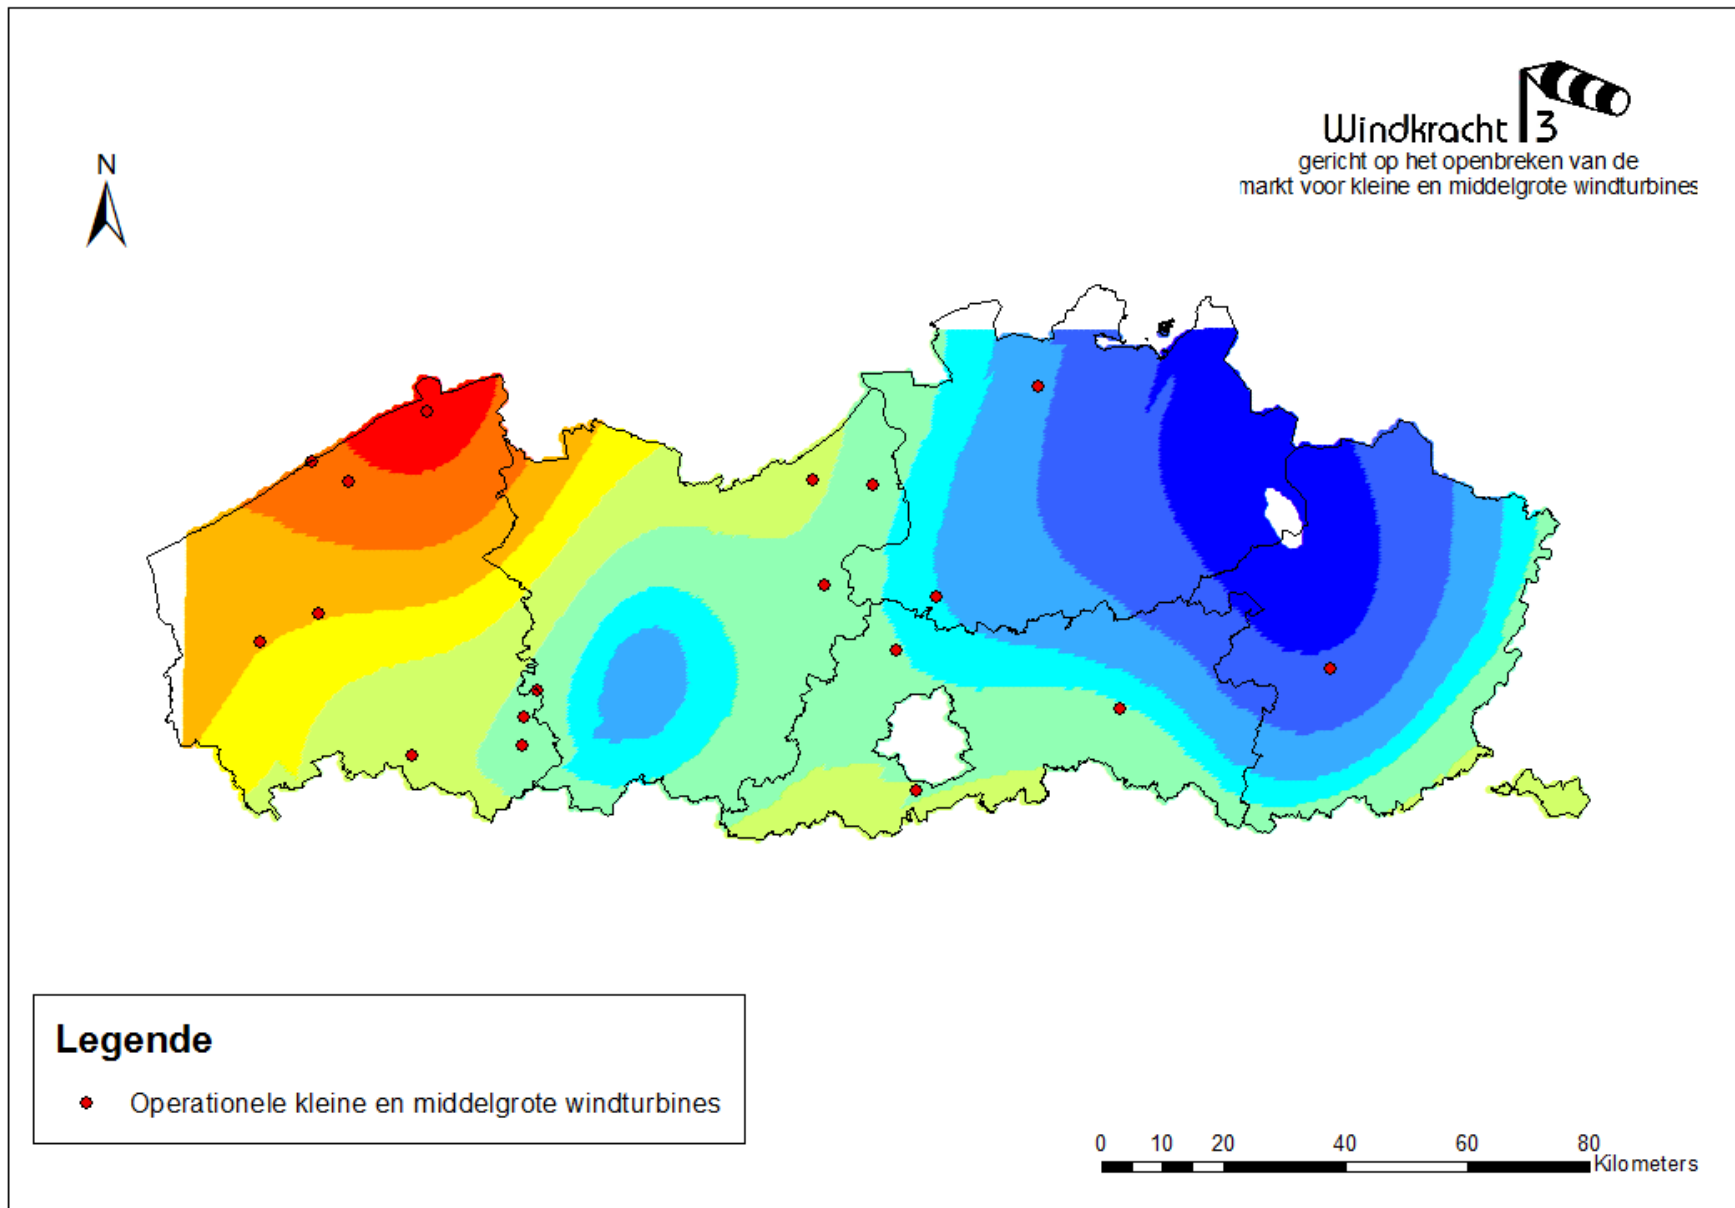 Windkracht 3
gericht op het openbreken van de
markt voor kleine en middelgrote windturbines
N
Legende
Operationele kleine en middelgrote windturbines
0 10 20 40 60 80
Kilometers